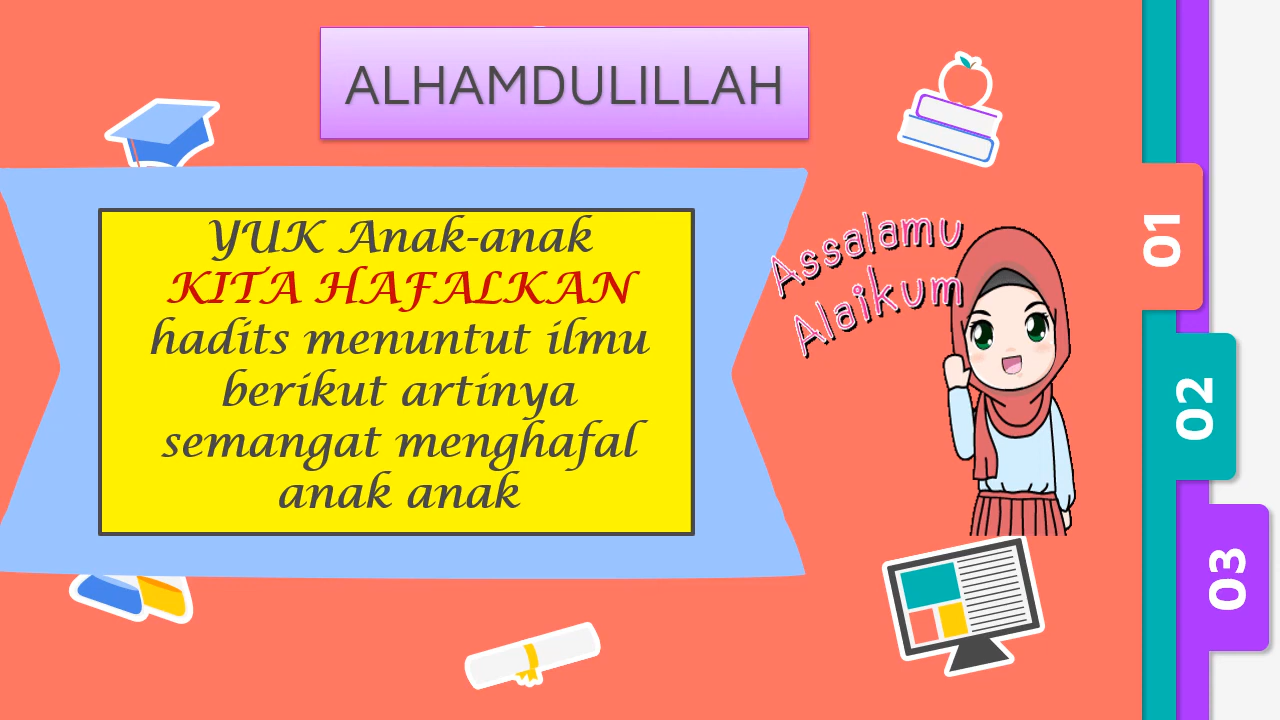 ALHAMDULILLAH
YUK Anak-anak
KITA HAFALKAN
hadits menuntut ilmu
berikut artinya
semangat menghafal
anak anak
Assalamu
Alaikum
01
02
03